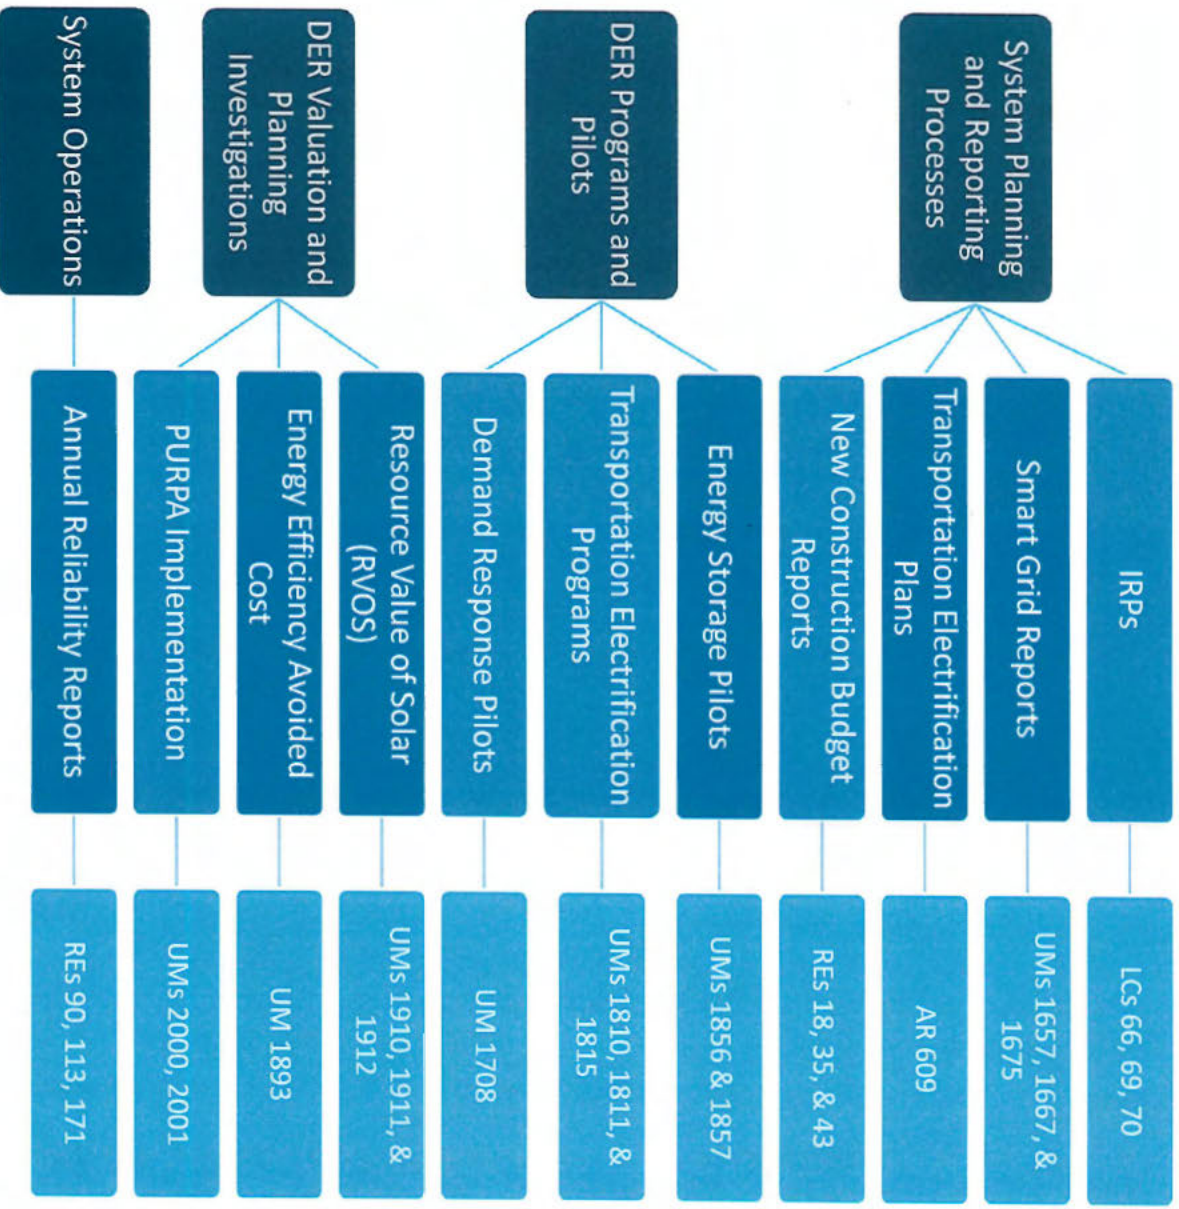 System Planning
and Reporting
Processes
IRPs
LCs 66, 69, 70
Smart Grid Reports
UMs 1657, 1667, &
1675
Transportation Electrification
Plans
AR 609
New Construction Budget
Reports
REs 18, 35, & 43
DER Programs and
Pilots
Energy Storage Pilots
UMs 1856 & 1857
Transportation Electrification
Programs
UMs 1810, 1811, &
1815
Demand Response Pilots
UM 1708
DER Valuation and
Planning
Investigations
Resource Value of Solar
(RVOS)
UMs 1910, 1911, &
1912
Energy Efficiency Avoided
Cost
UM 1893
PURPA Implementation
UMs 2000, 2001
System Operations
Annual Reliability Reports
REs 90, 113, 171